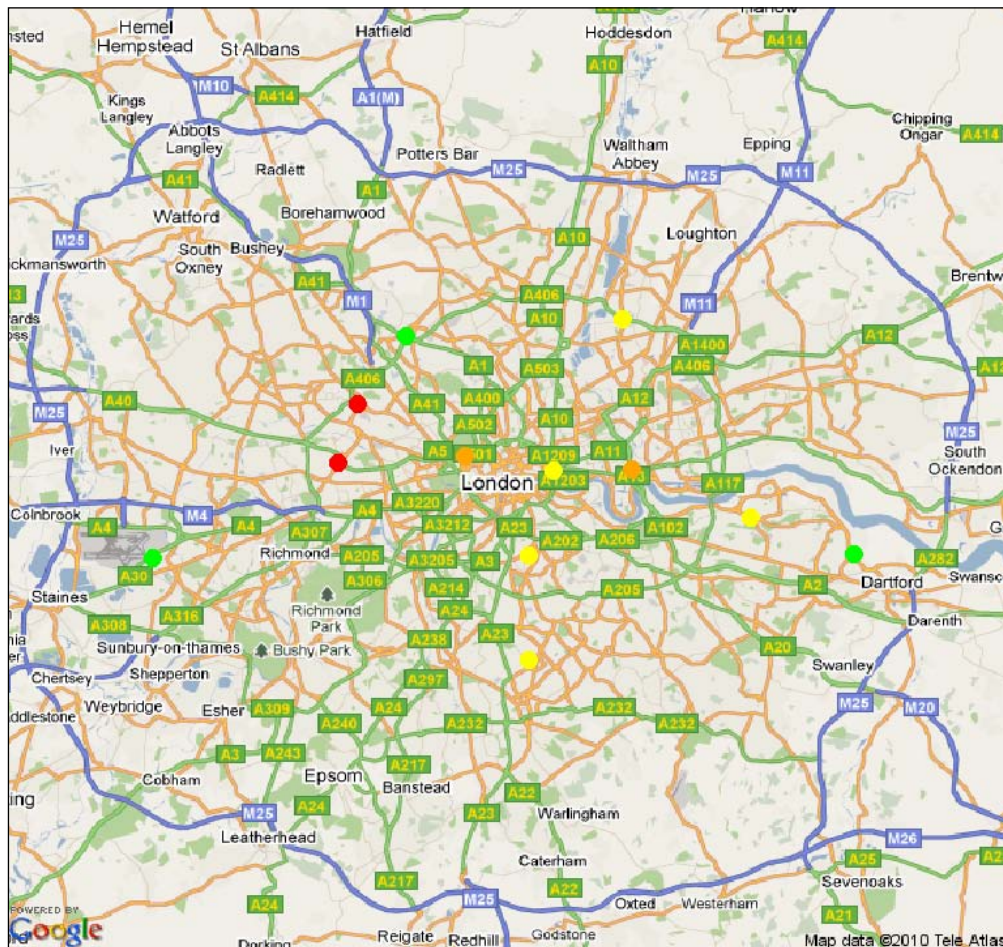 Hemel
Hempstead
St Albans
Hatfield
Hoddesdon
A414
A10
M10
A414
A1(M)
Kings
Langley
Abbots
Langley
Chipping
Ongar
A414
Potters Bar
Waltham
Abbey
Epping
Radlett
M25
M25
M11
A41
A1
Watford
Borehamwood
M25
Bushey
A10
Loughton
South
Oxney
A41
M1
A406
M11
A10
A12
A1400
A1
A503
A406
A406
A40
A41
A400
A12
M25
A502
A10
M25
Iver
A5
A1209
A11
South
Ockendon
London
A1203
A117
Colnbrook
M4
A3220
A4
A4
A4
A307
A3212
A23
A102
Richmond
A205
A202
A206
A282
A30
A3205
A3
A306
A2
Dartford
Staines
A214
A205
Richmond
Park
A24
A316
A308
Darenth
A238
A23
Sunbury-on-thames
Bushy Park
A20
Swanley
Chertsey
Shepperton
A297
Weybridge
Esher
A309
A24
A232
M25
M20
A240
A232
A232
A3
A243
Cobham
Epsom
A217
Banstead
A22
A24
A23
Warlingham
M25
Leatherhead
M26
Caterham
A25
A217
A22
Sevenoaks
M25
Oxted
Westerham
A24
A21
POWERED BY
Google
Reigate
Redhill
Godstone
Map data ©2010 Tele Atlas